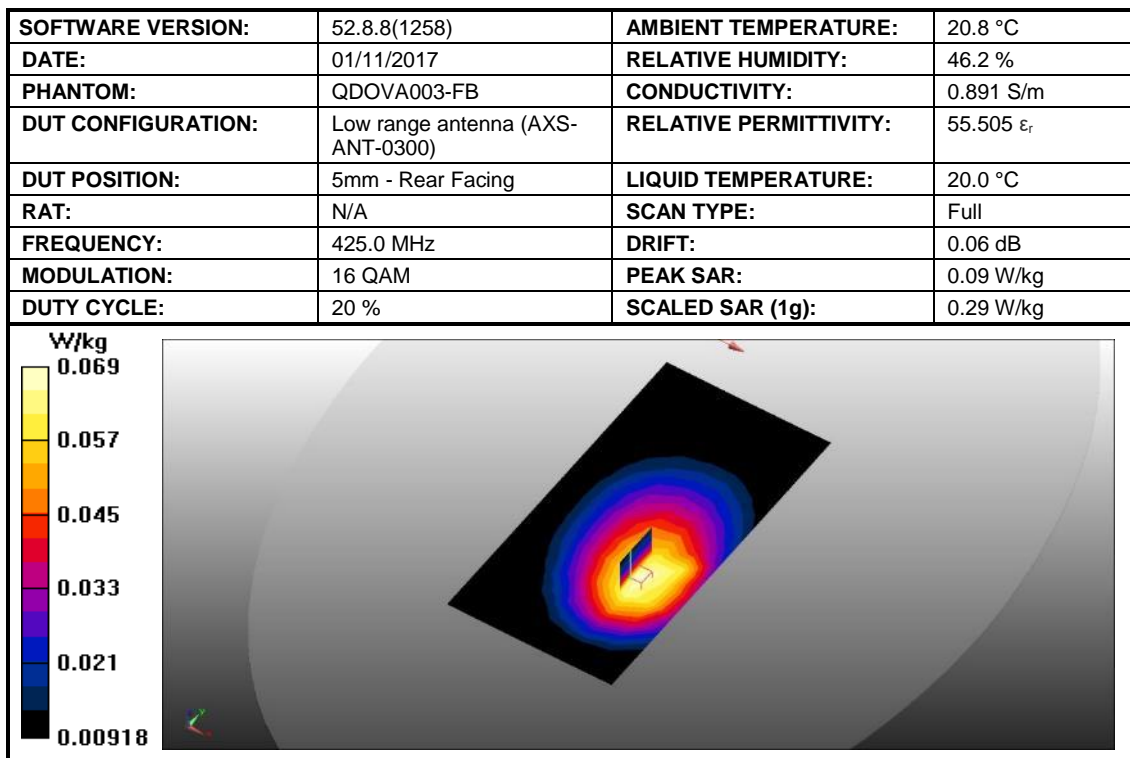 SOFTWARE VERSION: 52.8.8(1258) AMBIENT TEMPERATURE: 20.8 °C
DATE: 01/11/2017 RELATIVE HUMIDITY: 46.2 %
PHANTOM: QDOVA003-FB CONDUCTIVITY: 0.891 S/m
DUT CONFIGURATION: Low range antenna (AXS- RELATIVE PERMITTIVITY: 55.505 εr
ANT-0300)
DUT POSITION: 5mm - Rear Facing LIQUID TEMPERATURE: 20.0 °C
RAT: N/A SCAN TYPE: Full
FREQUENCY: 425.0 MHz DRIFT: 0.06 dB
MODULATION: 16 QAM PEAK SAR: 0.09 W/kg
DUTY CYCLE: 20 % SCALED SAR (1g): 0.29 W/kg
W/kg
0.069
0.057
0.045
0.033
0.021
0.00918